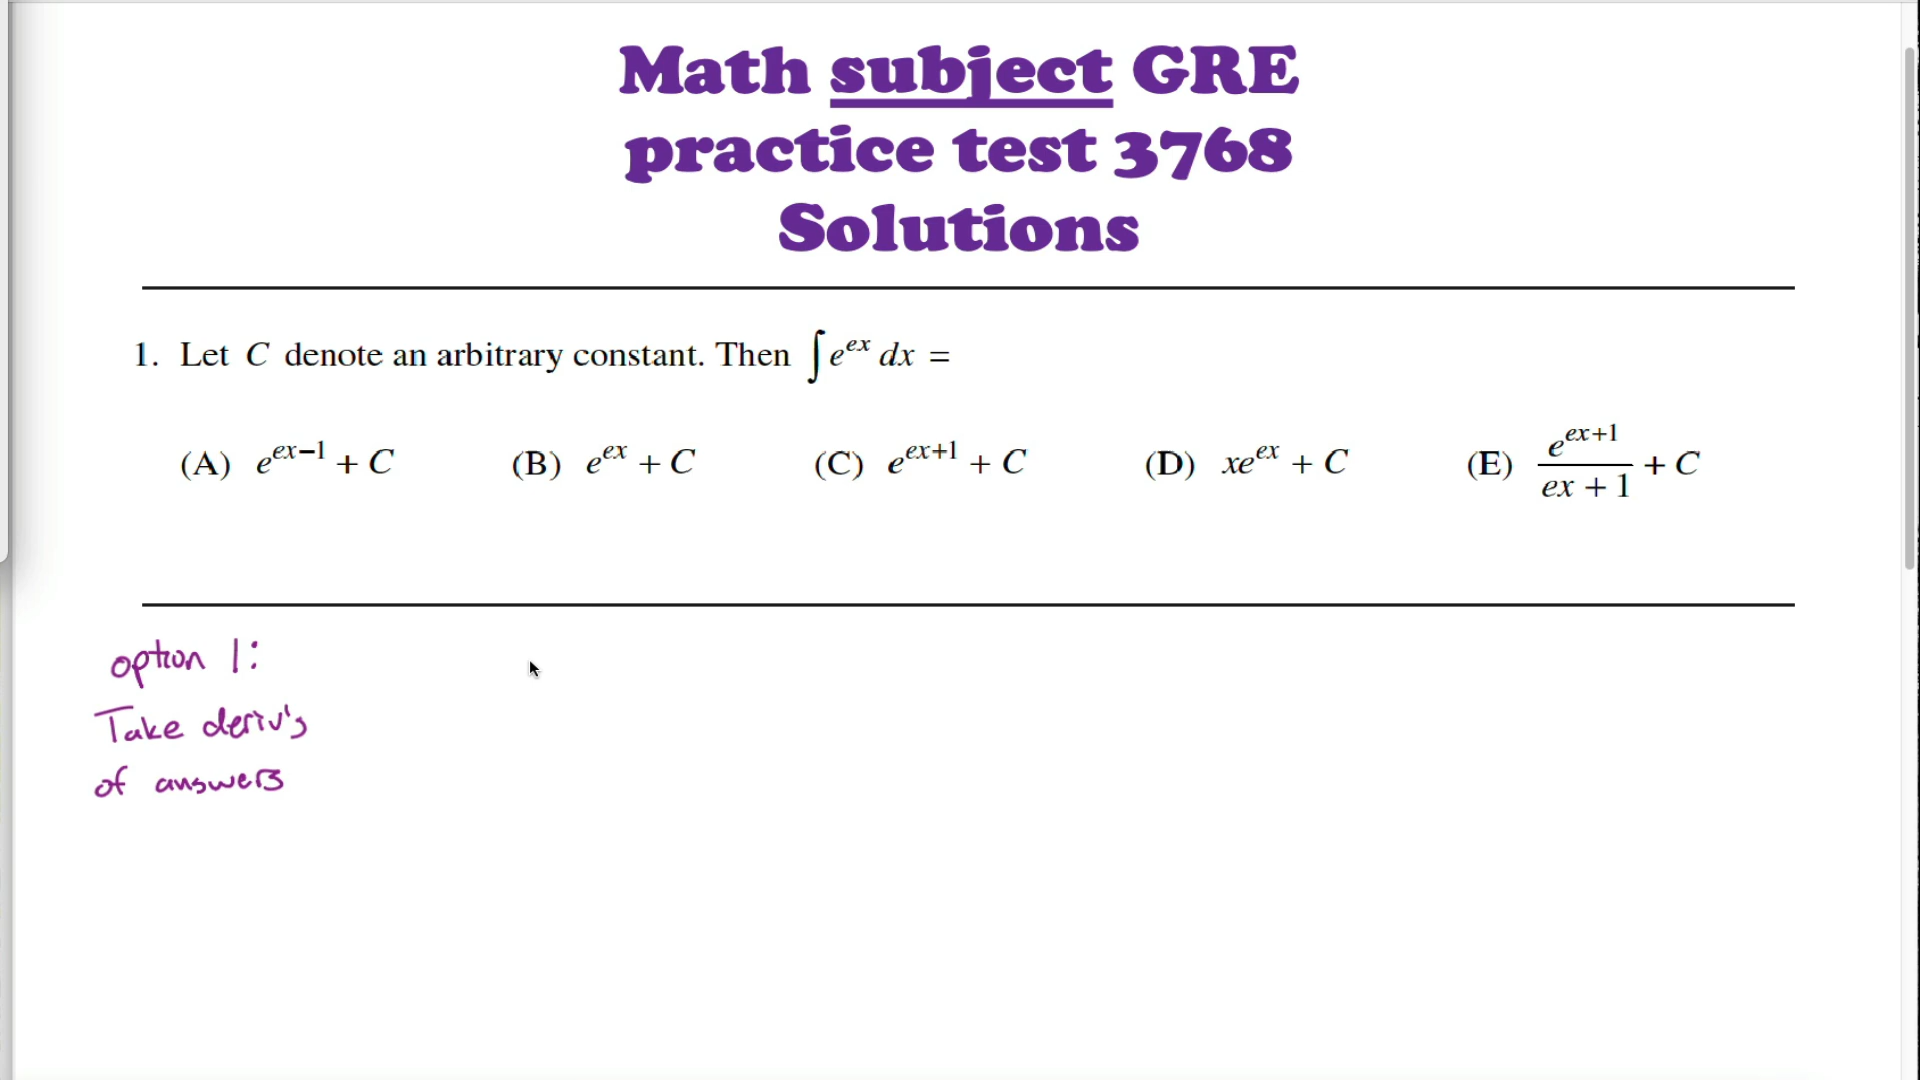 Math subject GRE
practice test 3768
Solutions
1. Let C denote an arbitrary constant. Then ∫e^{ex} dx =
(A) e^{ex−1} + C (B) e^{ex} + C (C) e^{ex+1} + C (D) xe^{ex} + C (E) \frac{e^{ex+1}}{ex + 1} + C
option 1:
Take deriv's
of answers